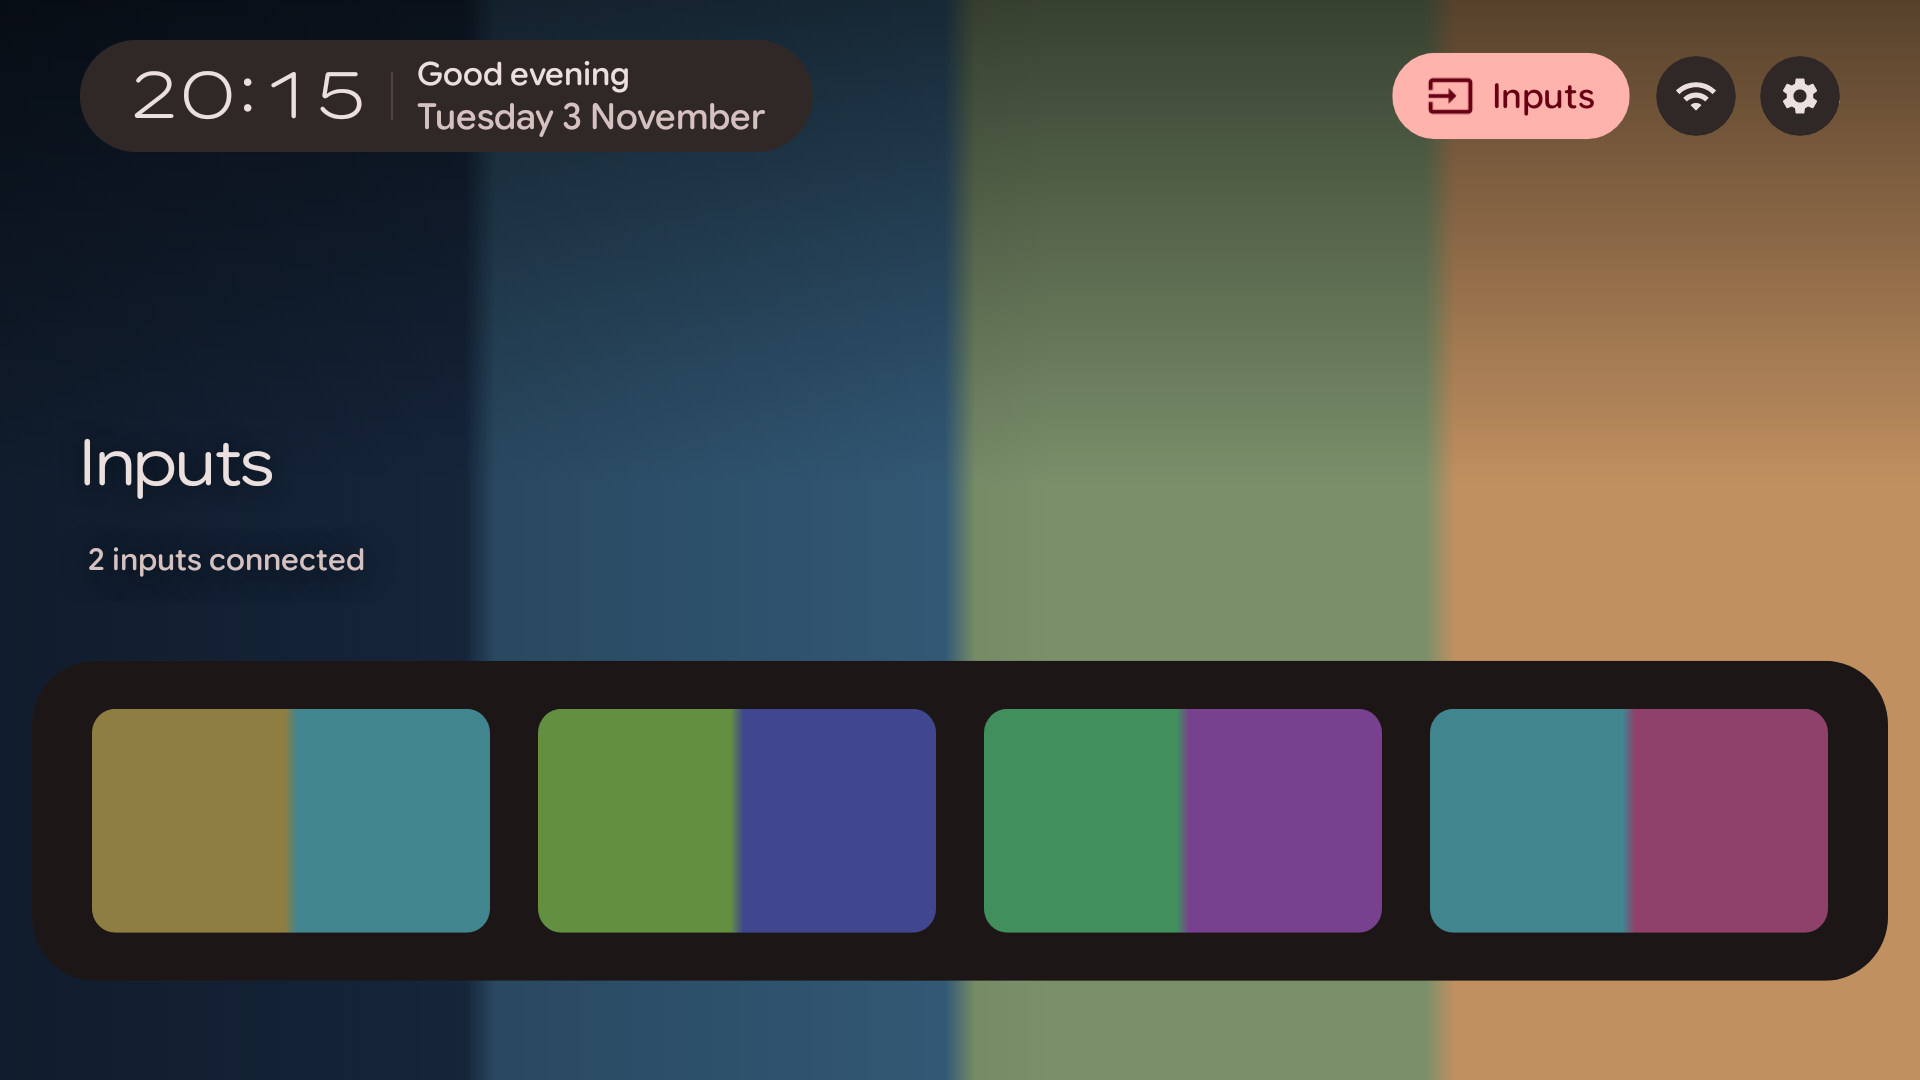 20:15
Good evening
Tuesday 3 November
Inputs
Inputs
2 inputs connected